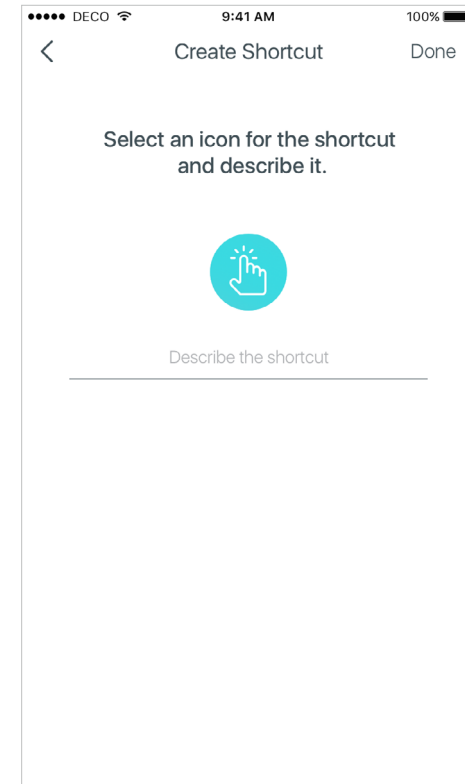 DECO 9:41 AM 100%
Create Shortcut Done
Select an icon for the shortcut
and describe it.
Describe the shortcut